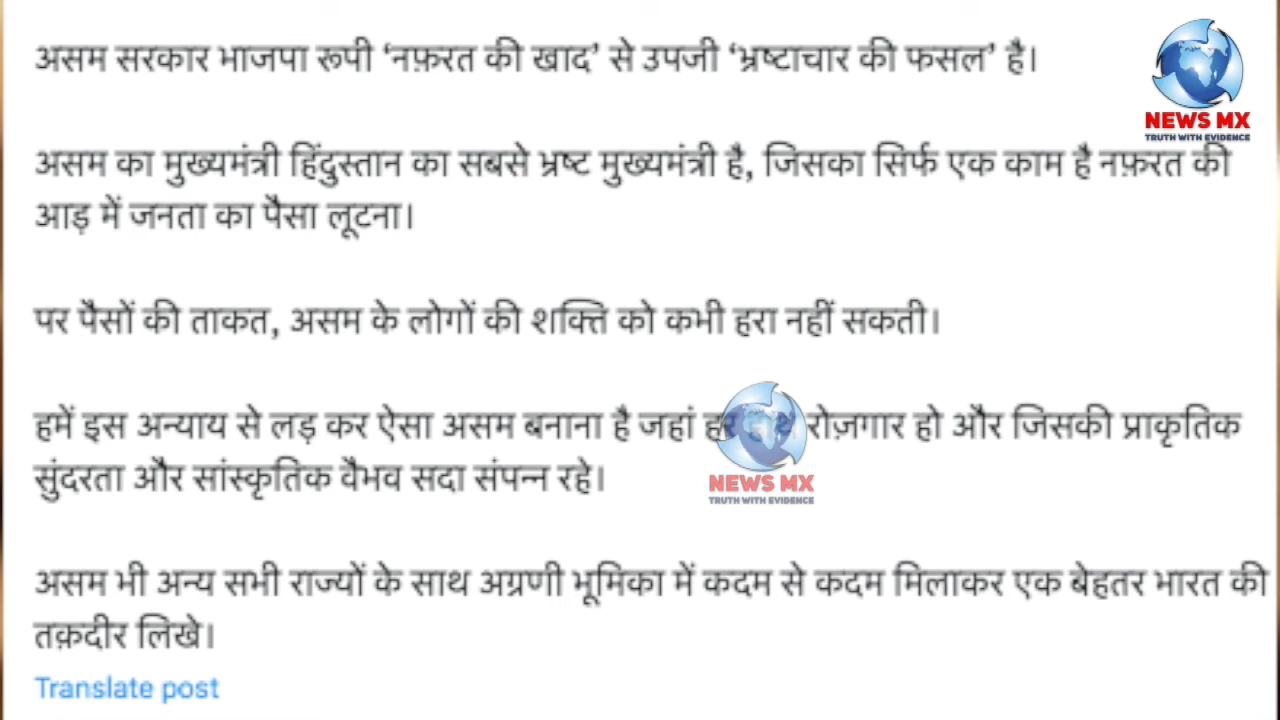 असम सरकार भाजपा रूपी ‘नफ़रत की खाद’ से उपजी ‘भ्रष्टाचार की फसल’ है।
NEWS MX
TRUTH WITH EVIDENCE
असम का मुख्यमंत्री हिंदुस्तान का सबसे भ्रष्ट मुख्यमंत्री है, जिसका सिर्फ एक काम है नफ़रत की
आड़ में जनता का पैसा लूटना।
पर पैसों की ताकत, असम के लोगों की शक्ति को कभी हरा नहीं सकती।
हमें इस अन्याय से लड़ कर ऐसा असम बनाना है जहां हर रोज़गार हो और जिसकी प्राकृतिक
सुंदरता और सांस्कृतिक वैभव सदा संपन्न रहे।
NEWS MX
TRUTH WITH EVIDENCE
असम भी अन्य सभी राज्यों के साथ अग्रणी भूमिका में कदम से कदम मिलाकर एक बेहतर भारत की
तक़दीर लिखे।
Translate post